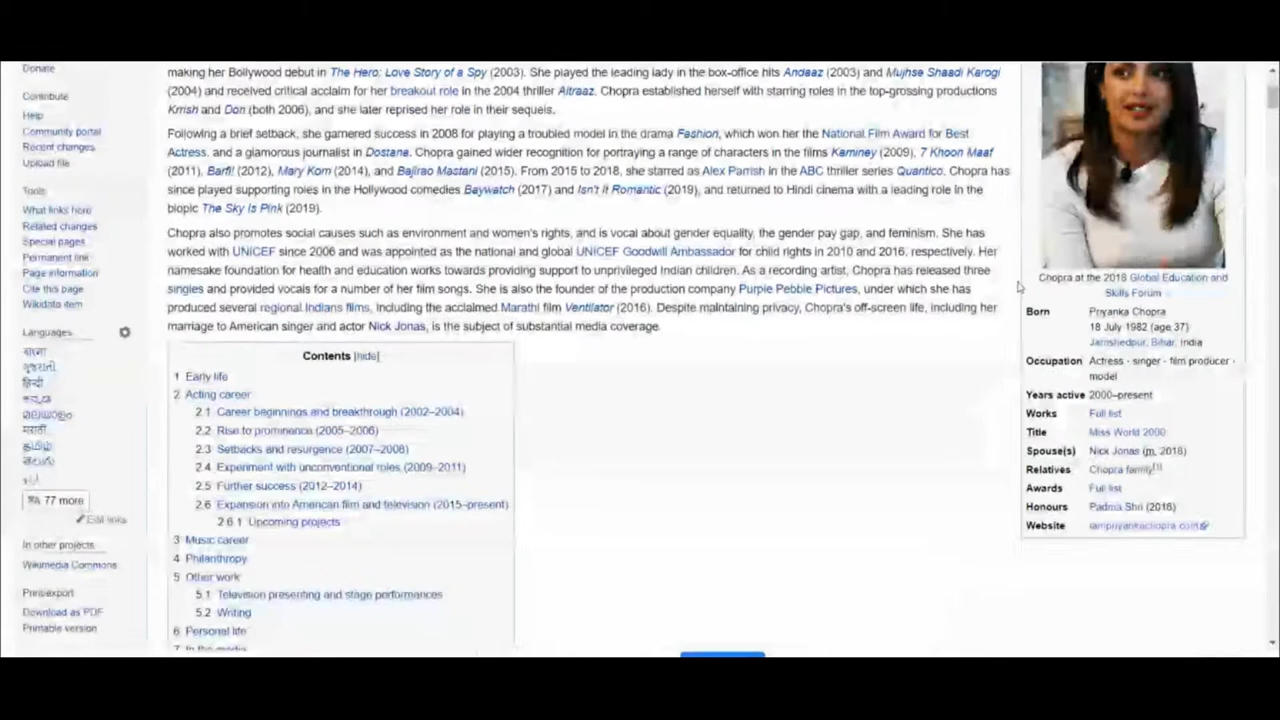 Donate
Contribute
Help
Community portal
Recent changes
Upload file
Tools
What links here
Related changes
Special pages
Permanent link
Page information
Cite this page
Wikidata item
Languages
বাংলা
ગુજરાતી
हिन्दी
ಕನ್ನಡ
മലയാളം
मराठी
தமிழ்
తెలుగు
اردو
77 more
Edit links
In other projects
Wikimedia Commons
Print/export
Download as PDF
Printable version
making her Bollywood debut in The Hero: Love Story of a Spy (2003). She played the leading lady in the box-office hits Andaaz (2003) and Mujhse Shaadi Karogi
(2004) and received critical acclaim for her breakout role in the 2004 thriller Aitraaz. Chopra established herself with starring roles in the top-grossing productions
Krrish and Don (both 2006), and she later reprised her role in their sequels.
Following a brief setback, she garnered success in 2008 for playing a troubled model in the drama Fashion, which won her the National Film Award for Best
Actress, and a glamorous journalist in Dostana. Chopra gained wider recognition for portraying a range of characters in the films Kaminey (2009), 7 Khoon Maaf
(2011), Barfi! (2012), Mary Kom (2014), and Bajirao Mastani (2015). From 2015 to 2018, she starred as Alex Parrish in the ABC thriller series Quantico. Chopra has
since played supporting roles in the Hollywood comedies Baywatch (2017) and Isn't It Romantic (2019), and returned to Hindi cinema with a leading role in the
biopic The Sky Is Pink (2019).
Chopra also promotes social causes such as environment and women's rights, and is vocal about gender equality, the gender pay gap, and feminism. She has
worked with UNICEF since 2006 and was appointed as the national and global UNICEF Goodwill Ambassador for child rights in 2010 and 2016, respectively. Her
namesake foundation for health and education works towards providing support to unprivileged Indian children. As a recording artist, Chopra has released three
singles and provided vocals for a number of her film songs. She is also the founder of the production company Purple Pebble Pictures, under which she has
produced several regional Indians films, including the acclaimed Marathi film Ventilator (2016). Despite maintaining privacy, Chopra's off-screen life, including her
marriage to American singer and actor Nick Jonas, is the subject of substantial media coverage.
Contents [hide]
1 Early life
2 Acting career
2.1 Career beginnings and breakthrough (2002–2004)
2.2 Rise to prominence (2005–2006)
2.3 Setbacks and resurgence (2007–2008)
2.4 Experiment with unconventional roles (2009–2011)
2.5 Further success (2012–2014)
2.6 Expansion into American film and television (2015–present)
2.6.1 Upcoming projects
3 Music career
4 Philanthropy
5 Other work
5.1 Television presenting and stage performances
5.2 Writing
6 Personal life
7 In the media
Chopra at the 2018 Global Education and
Skills Forum
Born Priyanka Chopra
18 July 1982 (age 37)
Jamshedpur, Bihar, India
Occupation Actress · singer · film producer ·
model
Years active 2000–present
Works Full list
Title Miss World 2000
Spouse(s) Nick Jonas (m. 2018)
Relatives Chopra family[1]
Awards Full list
Honours Padma Shri (2016)
Website iampriyankachopra.com